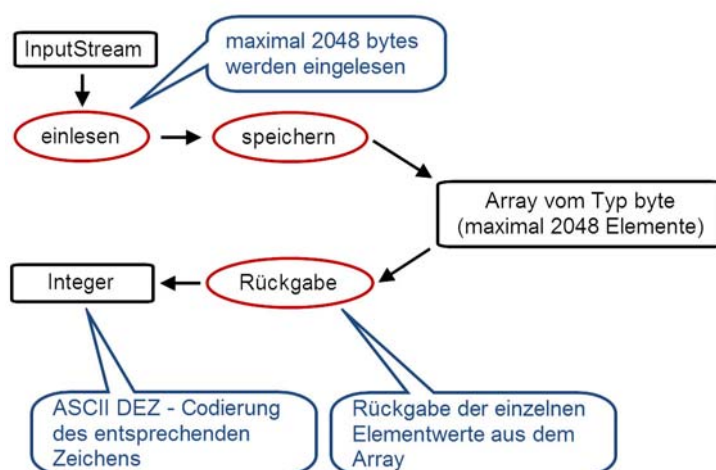 InputStream
maximal 2048 bytes
werden eingelesen
einlesen
speichern
Array vom Typ byte
(maximal 2048 Elemente)
Integer
Rückgabe
ASCII DEZ - Codierung
des entsprechenden
Zeichens
Rückgabe der einzelnen
Elementwerte aus dem
Array